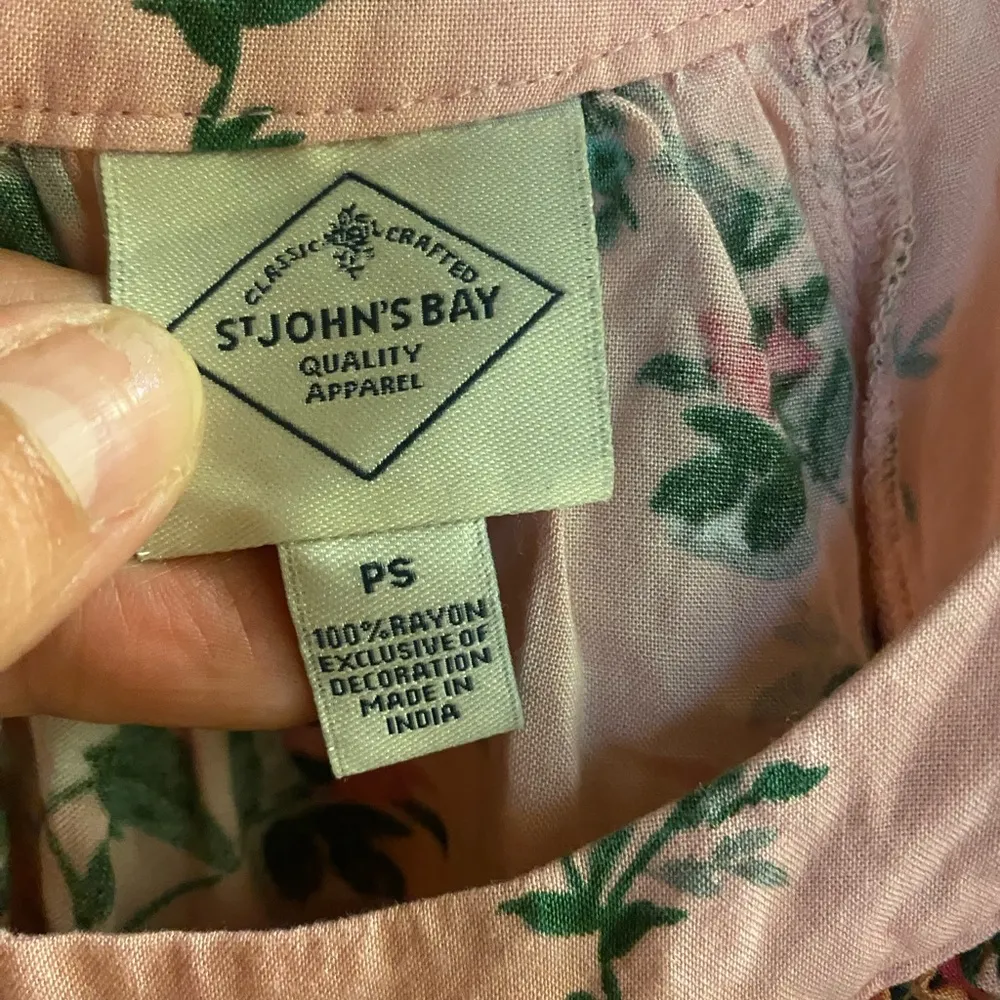 CLASSIC CRAFTED
ST JOHN'S BAY
QUALITY
APPAREL
PS
100% RAYON
EXCLUSIVE OF
DECORATION
MADE IN
INDIA